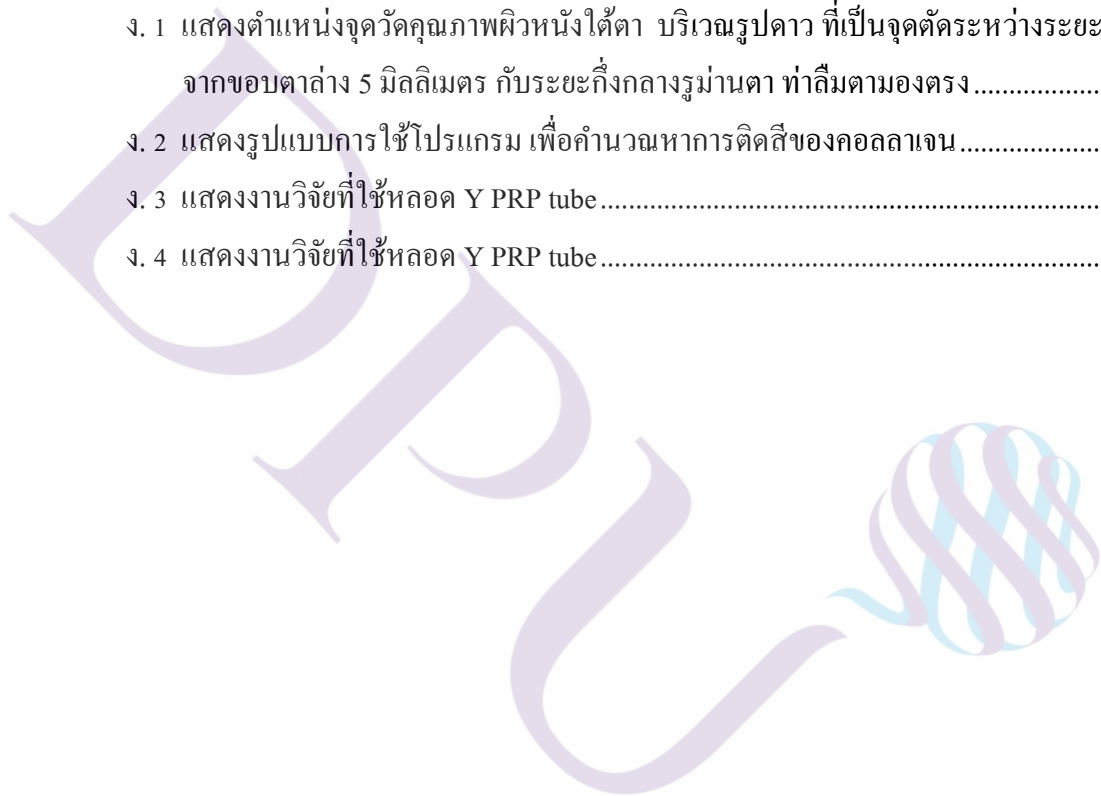 ง. 1 แสดงตำแหน่งจุดวัดคุณภาพผิวหนังใต้ตา บริเวณรูปดาว ที่เป็นจุดตัดระหว่างระยะ
จากขอบตาล่าง 5 มิลลิเมตร กับระยะกึ่งกลางรูม่านตา ท่าลืมตามองตรง..................
ง. 2 แสดงรูปแบบการใช้โปรแกรม เพื่อคำนวณหาการติดสีของคอลลาเจน....................
ง. 3 แสดงงานวิจัยที่ใช้หลอด Y PRP tube........................................................................
ง. 4 แสดงงานวิจัยที่ใช้หลอด Y PRP tube........................................................................
DPU